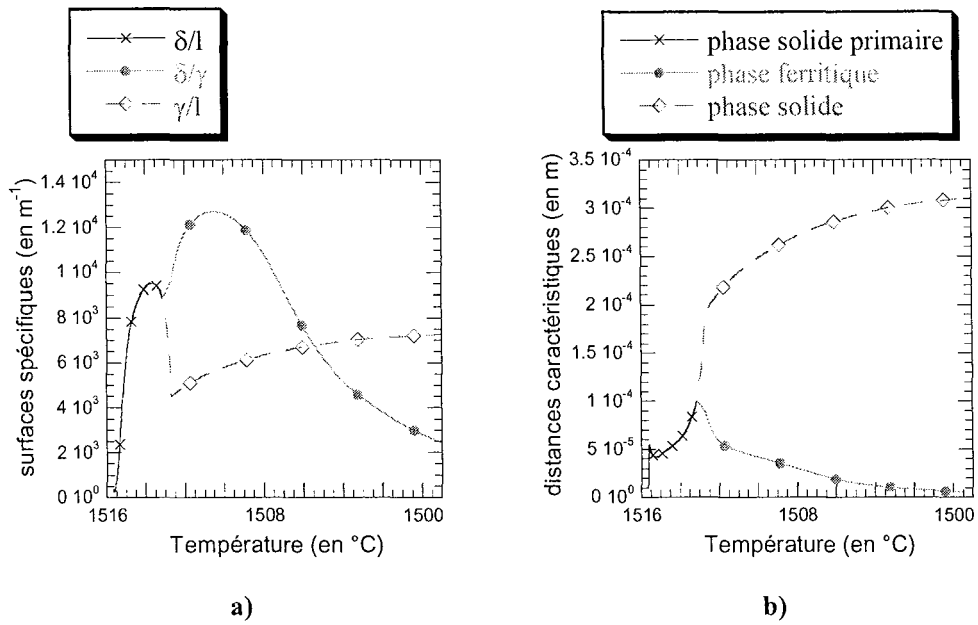 δ/l
δ/γ
γ/l
phase solide primaire
phase ferritique
phase solide
surfaces spécifiques (en m⁻¹)
1.4 10⁴
1.2 10⁴
1 10⁴
8 10³
6 10³
4 10³
2 10³
0 10⁰
1516
1508
1500
Température (en °C)
distances caractéristiques (en m)
3.5 10⁻⁴
3 10⁻⁴
2.5 10⁻⁴
2 10⁻⁴
1.5 10⁻⁴
1 10⁻⁴
5 10⁻⁵
0 10⁰
1516
1508
1500
Température (en °C)
a)
b)